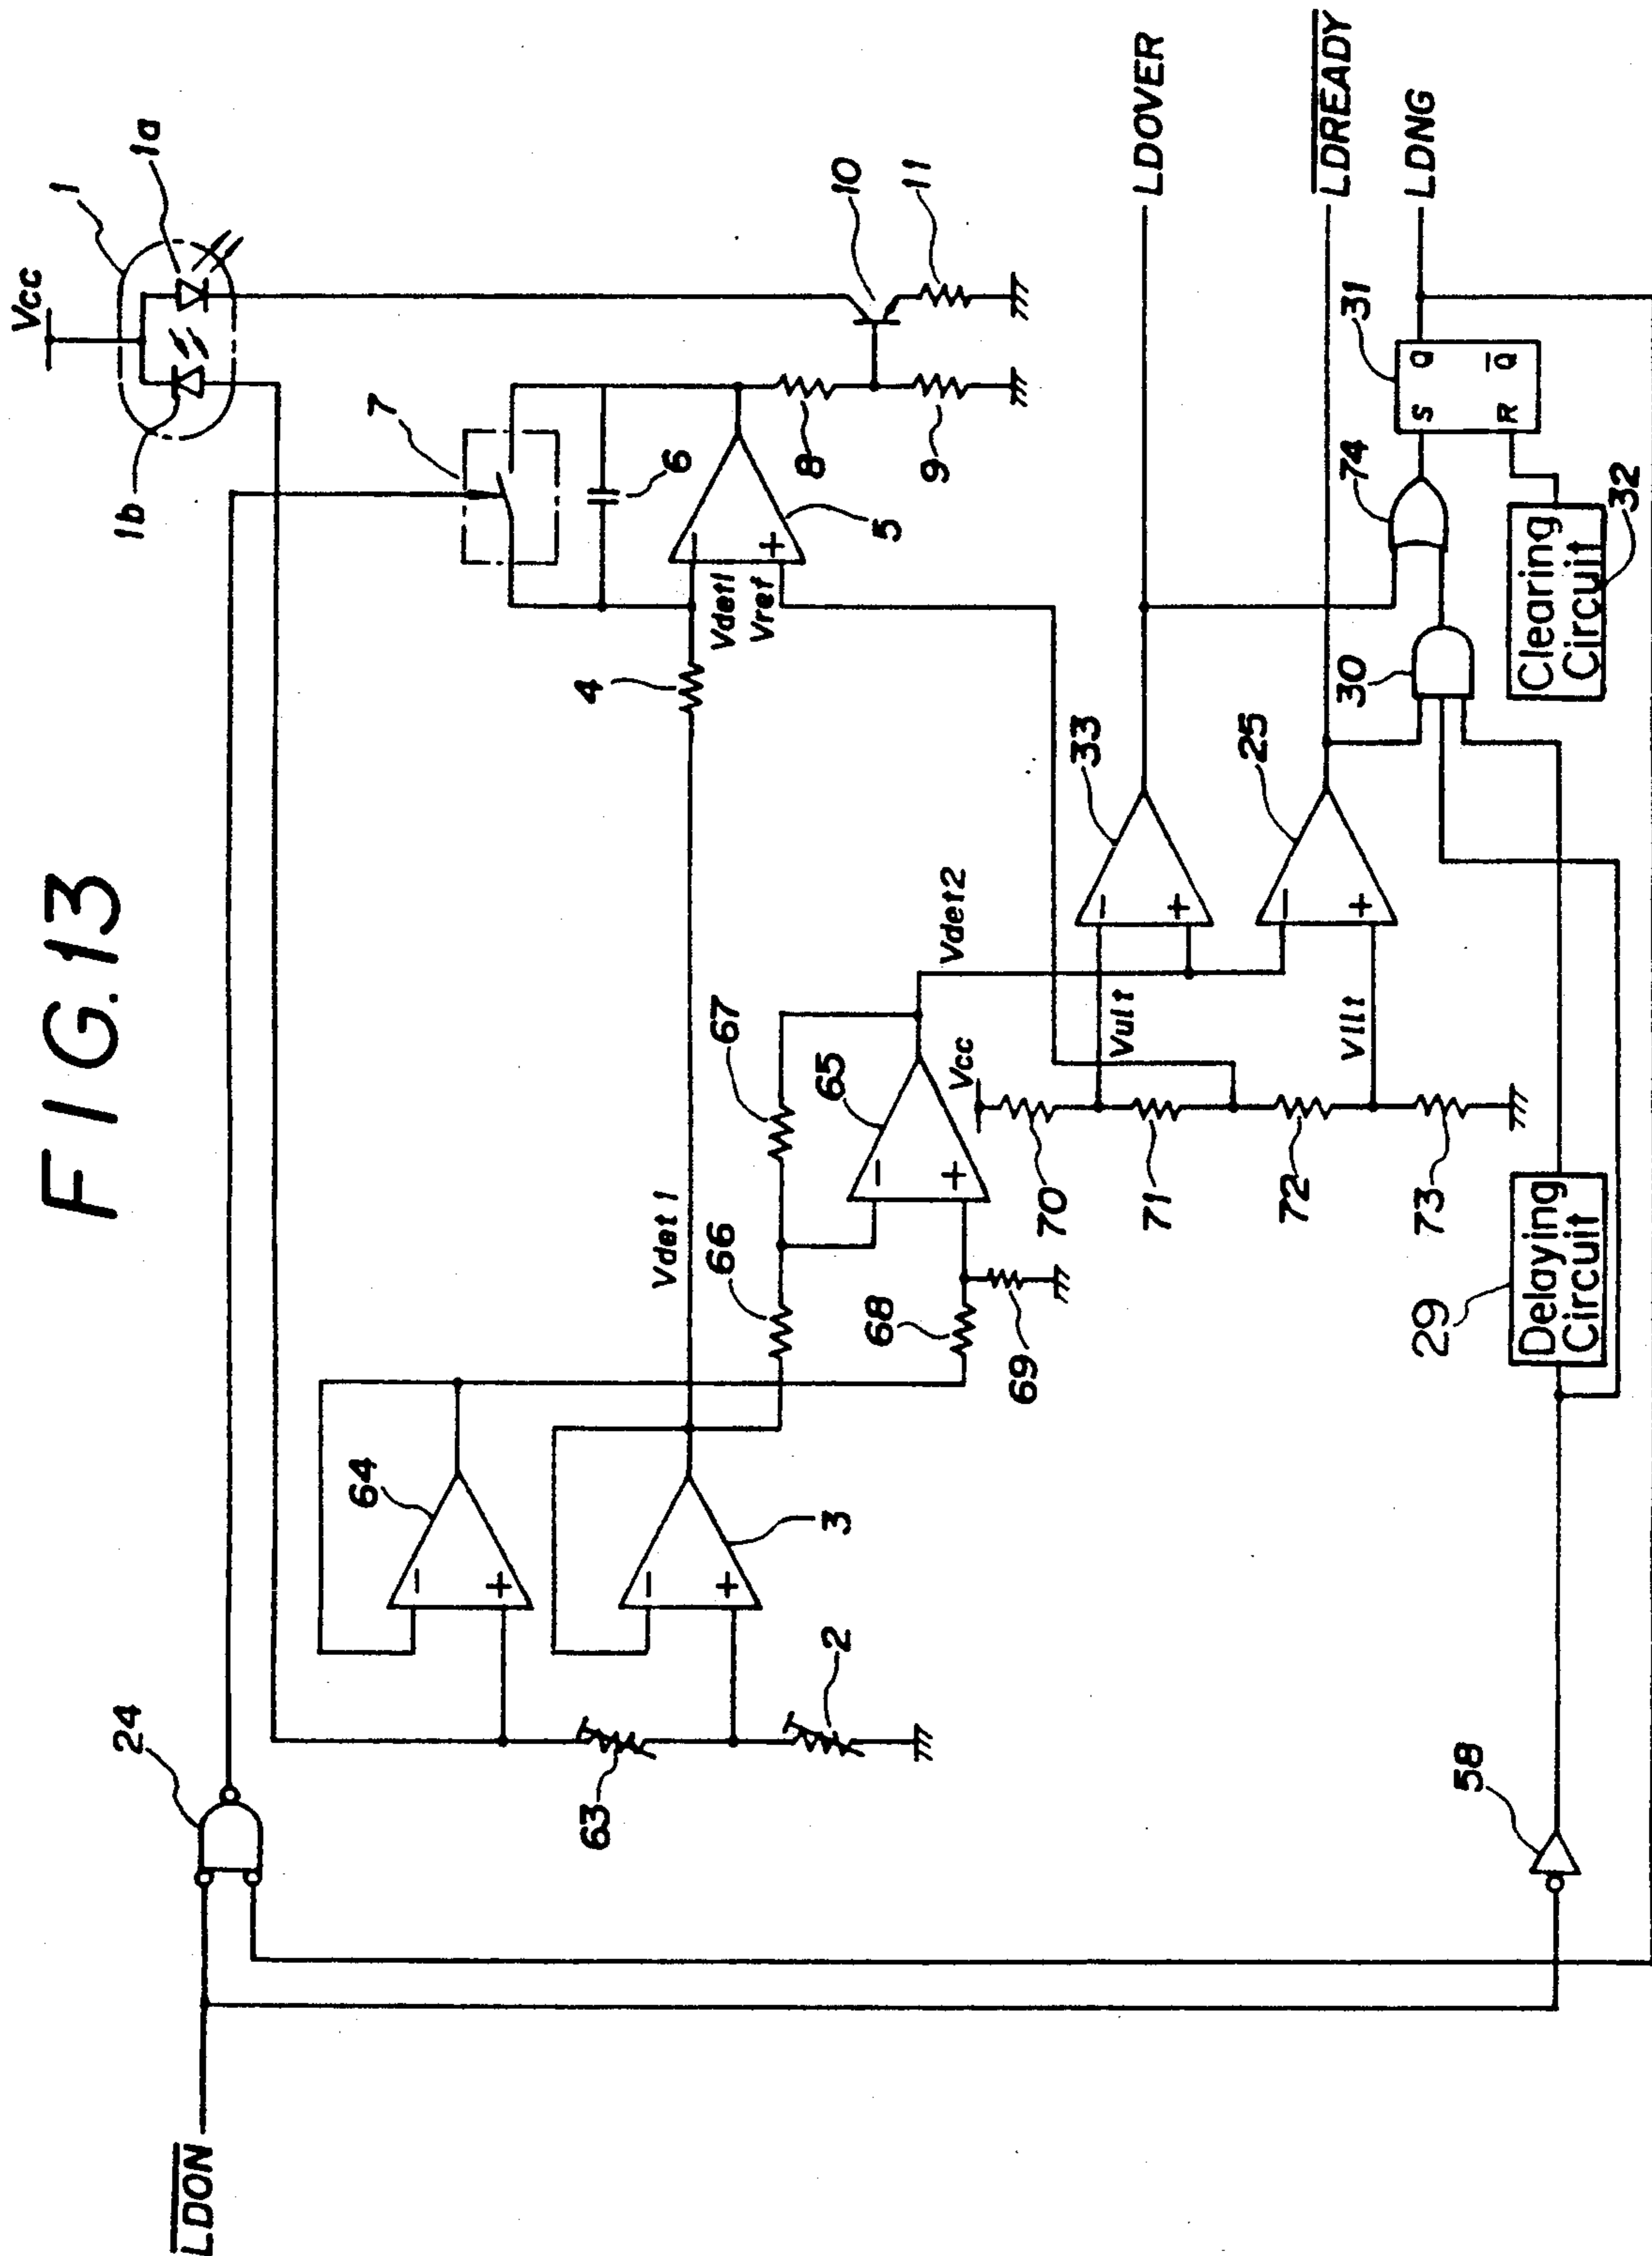 FIG.13
LDON
24
63
2
64
3
58
Vdet 1
66
67
68
69
65
Vcc
70
71
72
73
29
Delaying
Circuit
Vdet2
Vult
Vllt
33
25
30
4
Vdet1
Vref
5
6
7
8
9
10
11
1
1a
1b
Vcc
74
31
S
Q
R
Q
Clearing
Circuit
32
LDOVER
LDREADY
LDNG